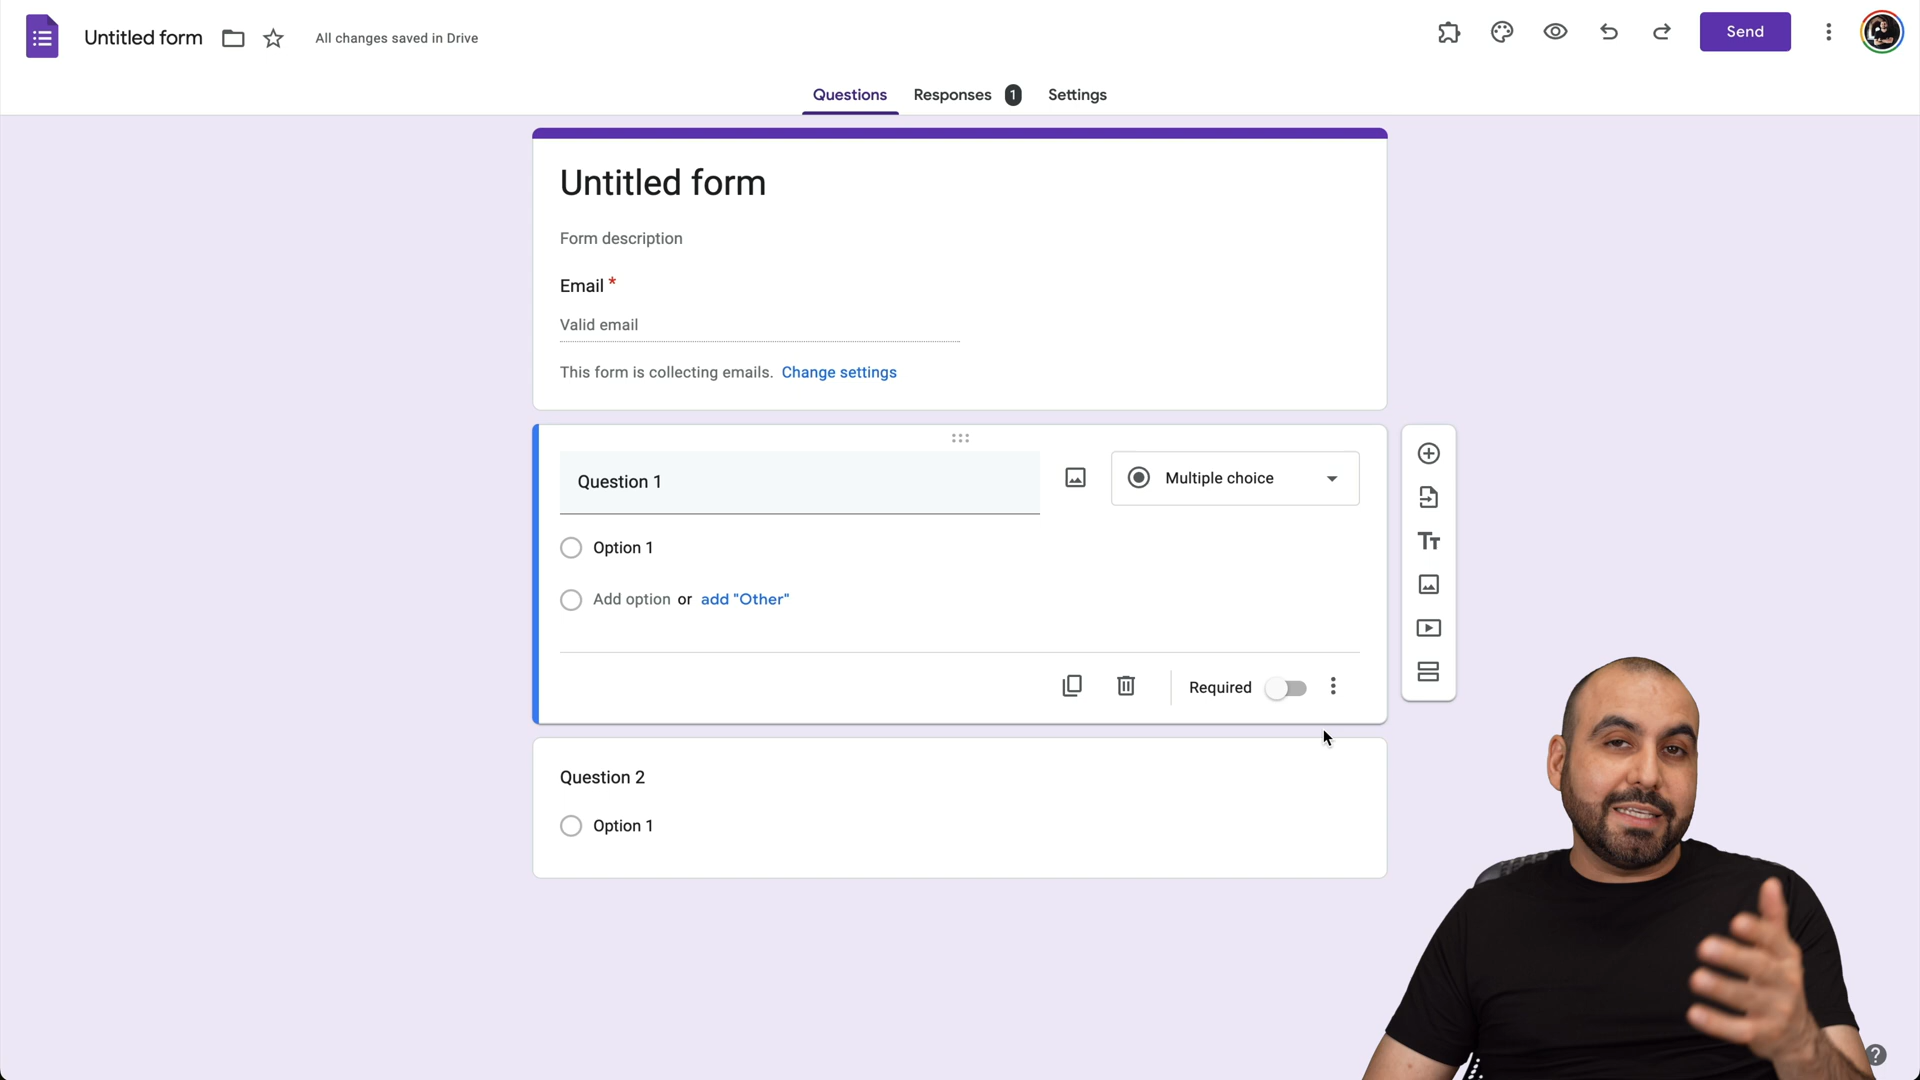 Untitled form
All changes saved in Drive
Send
Questions
Responses 1
Settings
Untitled form
Form description
Email *
Valid email
This form is collecting emails. Change settings
Question 1
Multiple choice
Option 1
Add option or add "Other"
Required
Question 2
Option 1